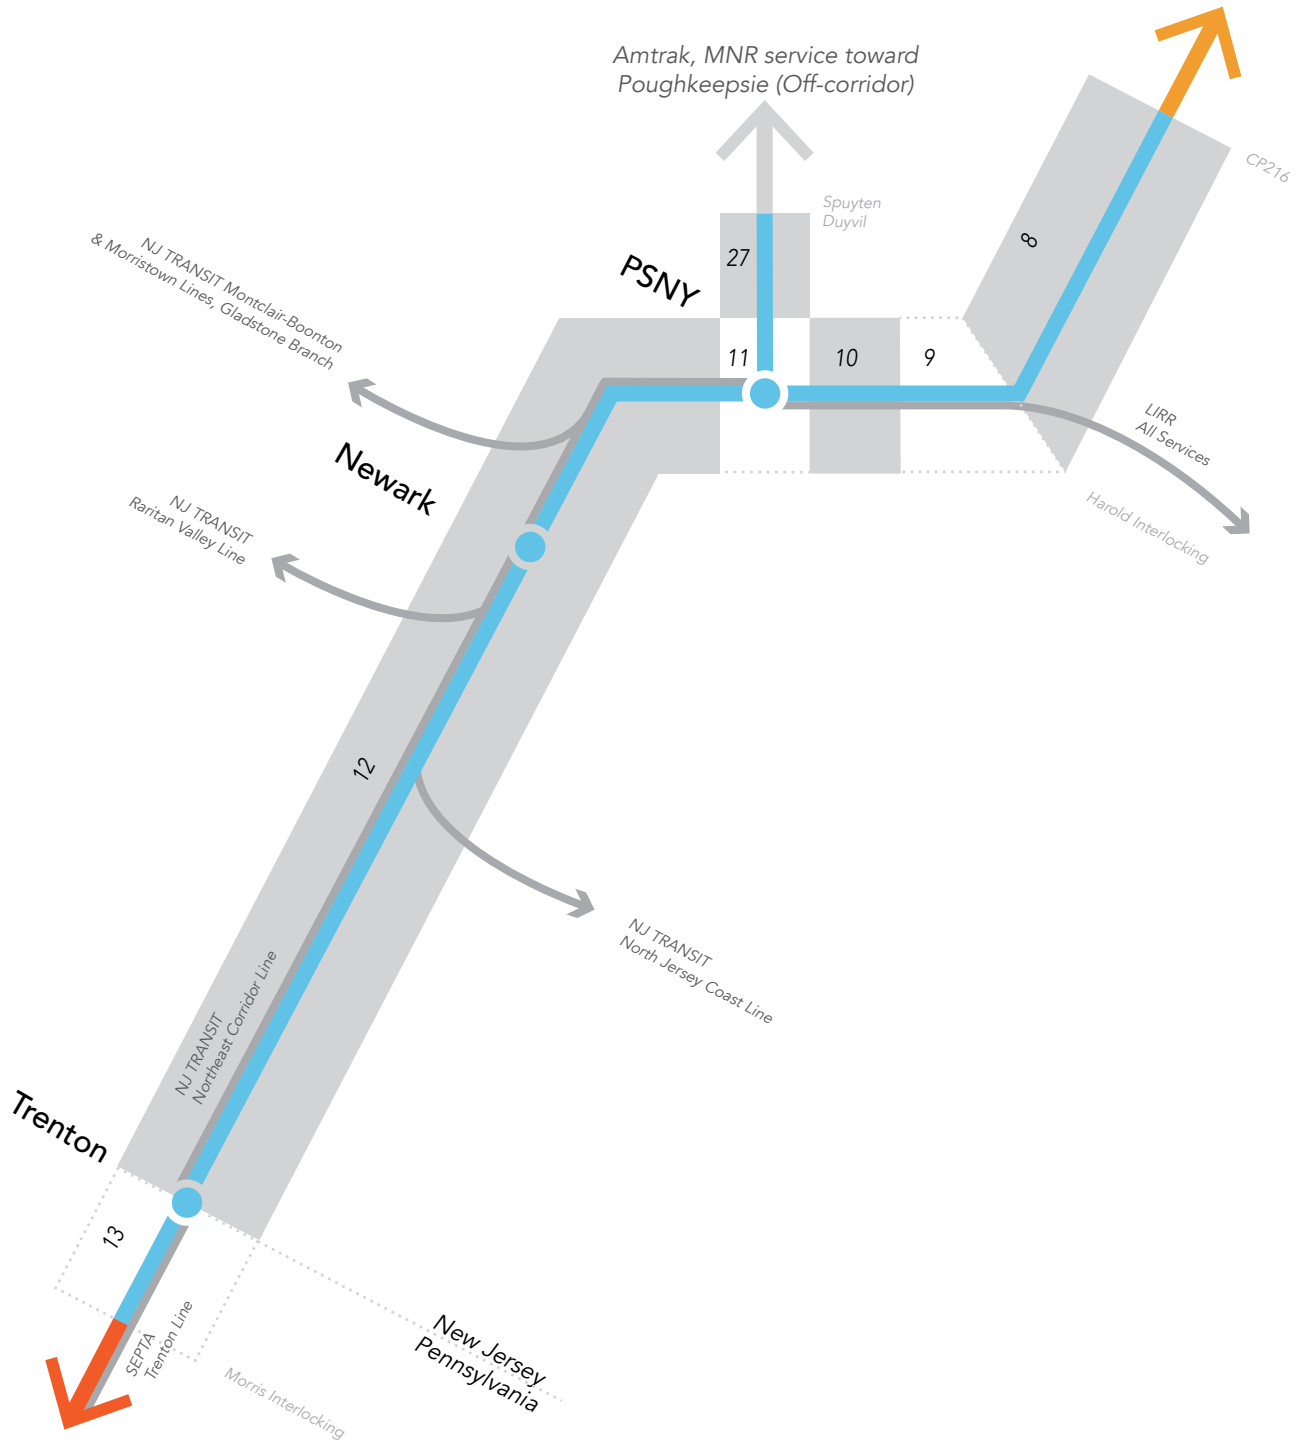 Amtrak, MNR service toward
Poughkeepsie (Off-corridor)
CP216
Spuyten
Duyvil
8
27
PSNY
NJ TRANSIT Montclair-Boonton
& Morristown Lines, Gladstone Branch
11
10
9
LIRR
All Services
Newark
Harold Interlocking
NJ TRANSIT
Raritan Valley Line
12
NJ TRANSIT
North Jersey Coast Line
NJ TRANSIT
Northeast Corridor Line
Trenton
13
SEPTA
Trenton Line
New Jersey
Pennsylvania
Morris Interlocking